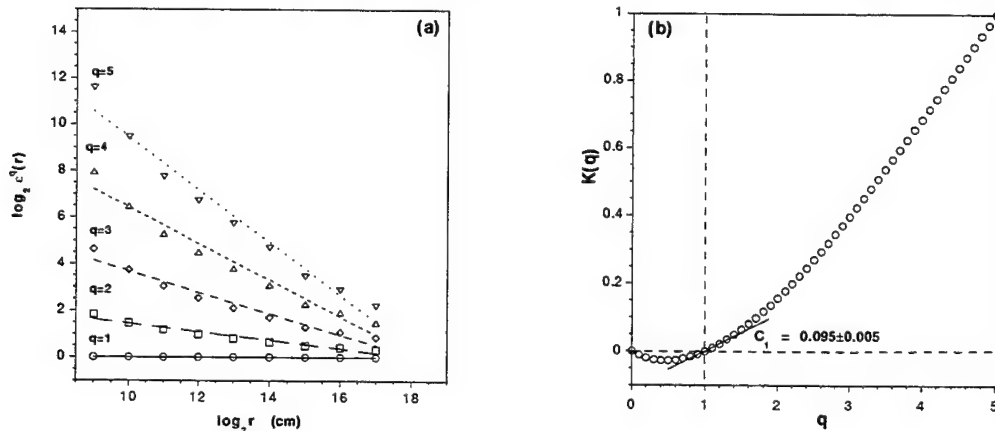 (a)
14
12
10
8
6
4
2
0
q=5
q=4
q=3
q=2
q=1
log₂ εq(r)
10 12 14 16 18
log₂r (cm)
(b)
1
0.8
0.6
0.4
0.2
0
K(q)
C₁ = 0.095±0.005
0 1 2 3 4 5
q